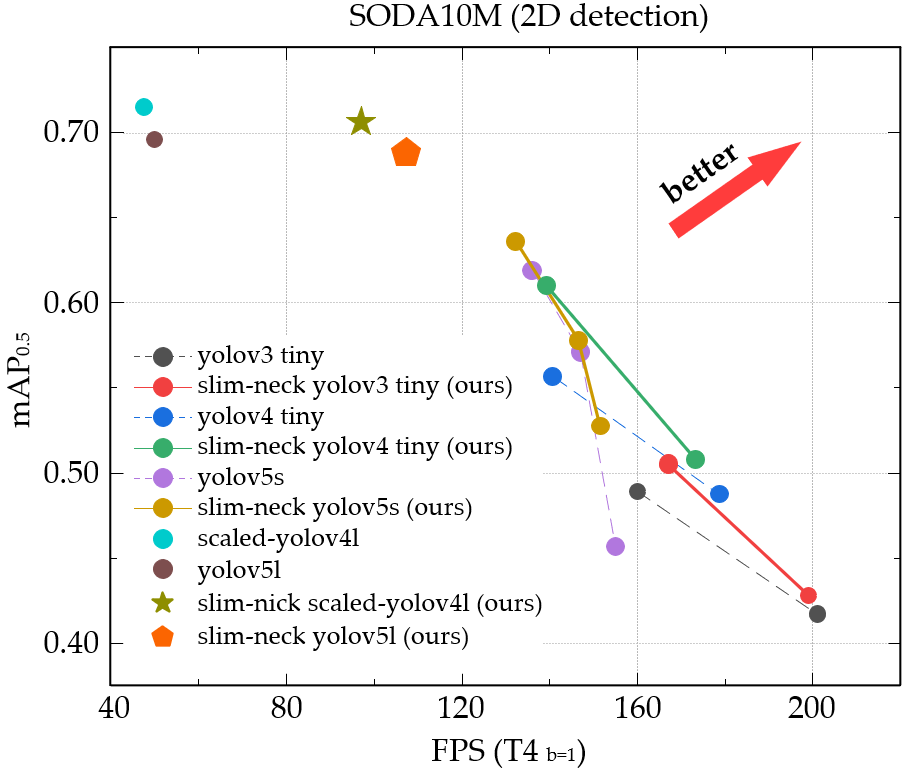 SODA10M (2D detection)
better
0.70
0.60
0.50
0.40
mAP0.5
yolov3 tiny
slim-neck yolov3 tiny (ours)
yolov4 tiny
slim-neck yolov4 tiny (ours)
yolov5s
slim-neck yolov5s (ours)
scaled-yolov4l
yolov5l
slim-nick scaled-yolov4l (ours)
slim-neck yolov5l (ours)
40 80 120 160 200
FPS (T4 b=1)